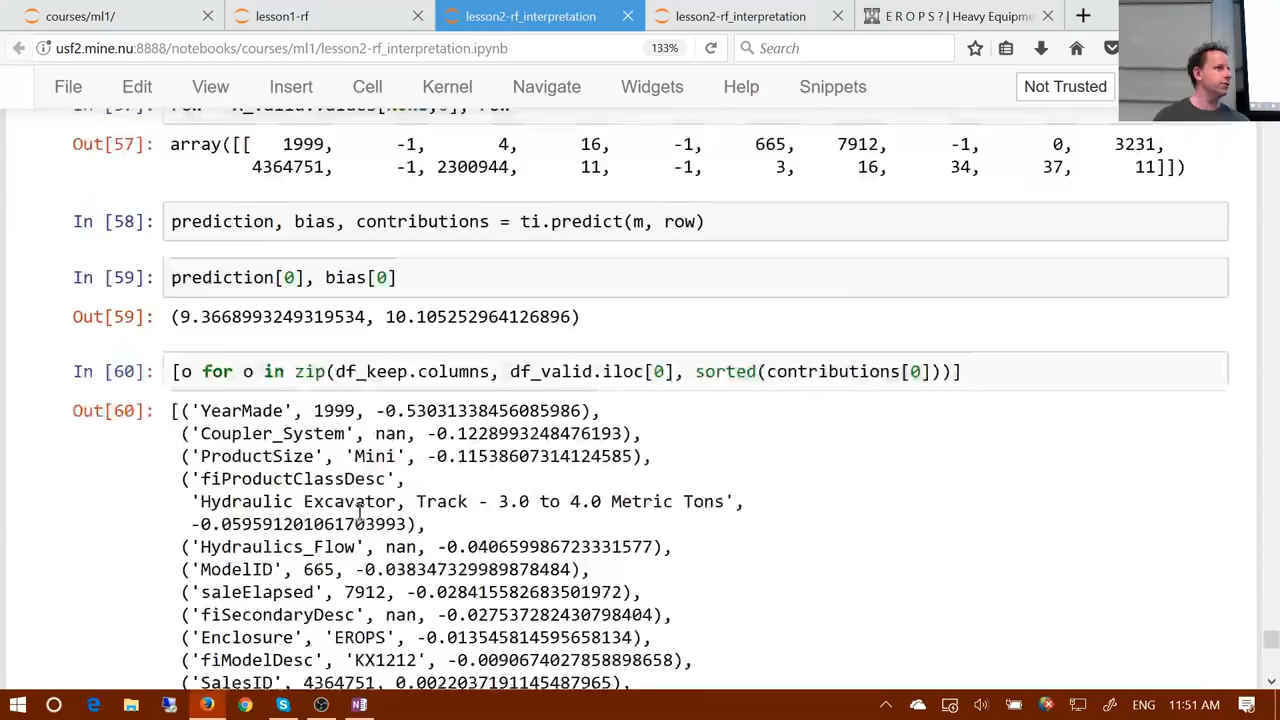 courses/ml1/
lesson1-rf
lesson2-rf_interpretation
lesson2-rf_interpretation
E R O P S ? | Heavy Equipme
usf2.mine.nu:8888/notebooks/courses/ml1/lesson2-rf_interpretation.ipynb
133%
Search
File Edit View Insert Cell Kernel Navigate Widgets Help Snippets
Not Trusted
Out[57]: array([[ 1999, -1, 4, 16, -1, 665, 7912, -1, 0, 3231,
4364751, -1, 2300944, 11, -1, 3, 16, 34, 37, 11]])
In [58]: prediction, bias, contributions = ti.predict(m, row)
In [59]: prediction[0], bias[0]
Out[59]: (9.3668993249319534, 10.105252964126896)
In [60]: [o for o in zip(df_keep.columns, df_valid.iloc[0], sorted(contributions[0]))]
Out[60]: [('YearMade', 1999, -0.53031338456085986),
('Coupler_System', nan, -0.1228993248476193),
('ProductSize', 'Mini', -0.11538607314124585),
('fiProductClassDesc',
'Hydraulic Excavator, Track - 3.0 to 4.0 Metric Tons',
-0.059591201061703993),
('Hydraulics_Flow', nan, -0.040659986723331577),
('ModelID', 665, -0.038347329989878484),
('saleElapsed', 7912, -0.028415582683501972),
('fiSecondaryDesc', nan, -0.027537282430798404),
('Enclosure', 'EROPS', -0.013545814595658134),
('fiModelDesc', 'KX1212', -0.0090674027858898658),
('SalesID', 4364751, 0.0022037191145487965),
ENG 11:51 AM